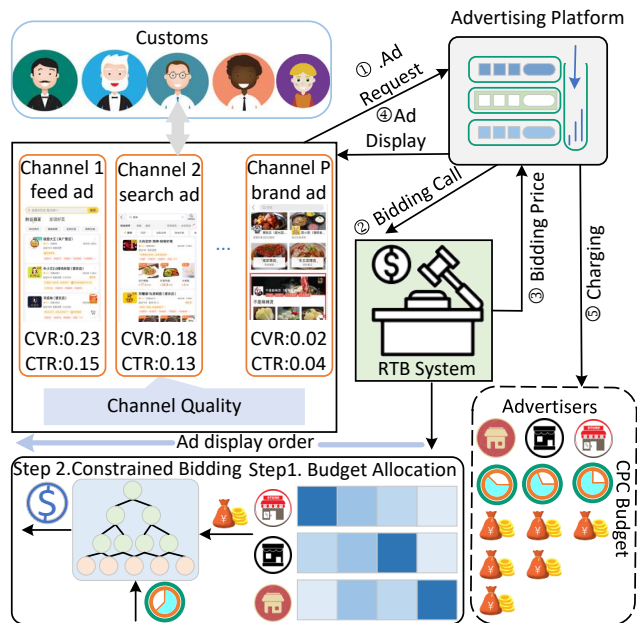 Customs
Advertising Platform
① .Ad
Request
④Ad
Display
Channel 1
feed ad
CVR:0.23
CTR:0.15
Channel 2
search ad
CVR:0.18
CTR:0.13
...
Channel P
brand ad
CVR:0.02
CTR:0.04
Channel Quality
② Bidding Call
③ Bidding Price
⑤ Charging
$
RTB System
Ad display order
Advertisers
STORE
CPC Budget
¥
¥
¥
¥
¥
¥
Step 2.Constrained Bidding
Step1. Budget Allocation
$
¥
STORE